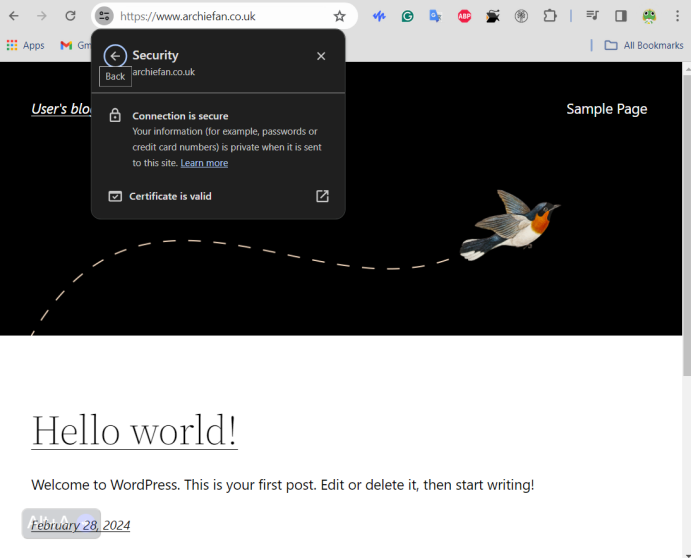 https://www.archiefan.co.uk
ABP
Apps
All Bookmarks
Security
archiefan.co.uk
Back
User's blo
Sample Page
Connection is secure
Your information (for example, passwords or
credit card numbers) is private when it is sent
to this site. Learn more
Certificate is valid
Hello world!
Welcome to WordPress. This is your first post. Edit or delete it, then start writing!
February 28, 2024